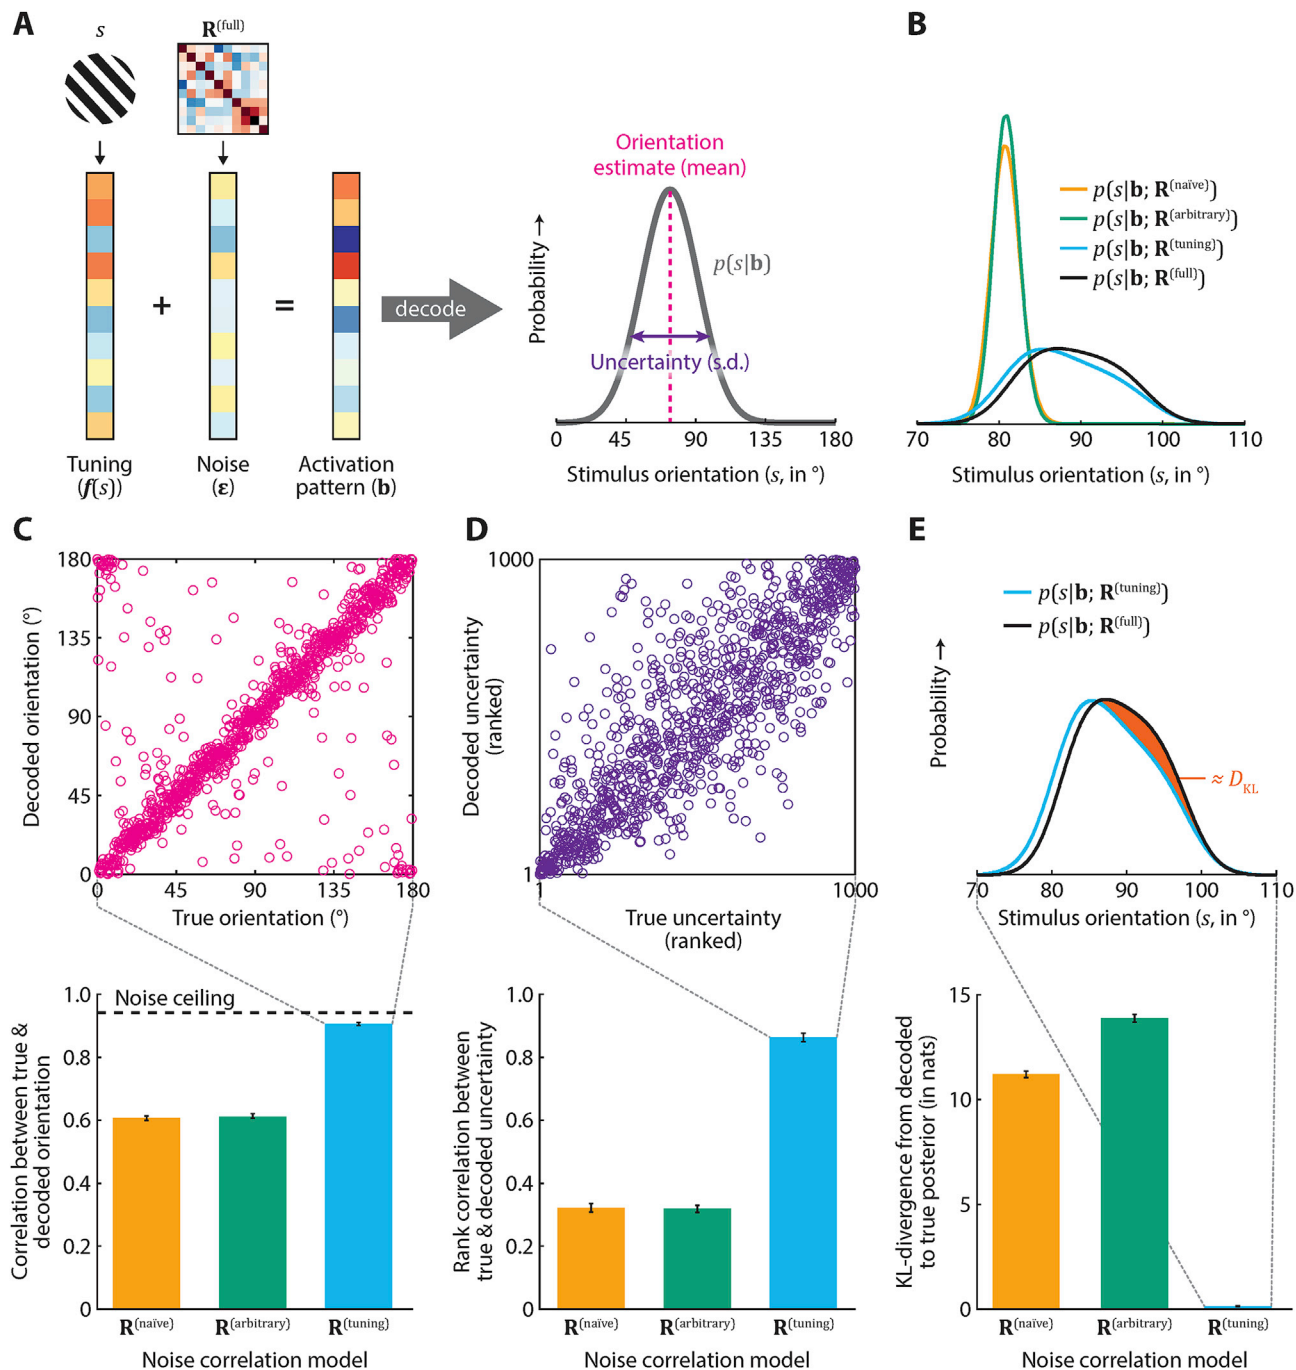 A
s
R(full)
+
=
decode
Tuning
(f(s))
Noise
(ε)
Activation
pattern (b)
Orientation
estimate (mean)
p(s|b)
Uncertainty (s.d.)
Probability →
0 45 90 135 180
Stimulus orientation (s, in °)
B
p(s|b; R(naïve))
p(s|b; R(arbitrary))
p(s|b; R(tuning))
p(s|b; R(full))
70 80 90 100 110
Stimulus orientation (s, in °)
C
Decoded orientation (°)
180
135
90
45
0
0 45 90 135 180
True orientation (°)
Correlation between true &
decoded orientation
1.0
0.8
0.6
0.4
0.2
0
Noise ceiling
R(naïve) R(arbitrary) R(tuning)
Noise correlation model
D
Decoded uncertainty
(ranked)
1000
1
1 1000
True uncertainty
(ranked)
Rank correlation between
true & decoded uncertainty
1.0
0.8
0.6
0.4
0.2
0
R(naïve) R(arbitrary) R(tuning)
Noise correlation model
E
p(s|b; R(tuning))
p(s|b; R(full))
Probability →
≈ DKL
70 80 90 100 110
Stimulus orientation (s, in °)
KL-divergence from decoded
to true posterior (in nats)
15
10
5
0
R(naïve) R(arbitrary) R(tuning)
Noise correlation model